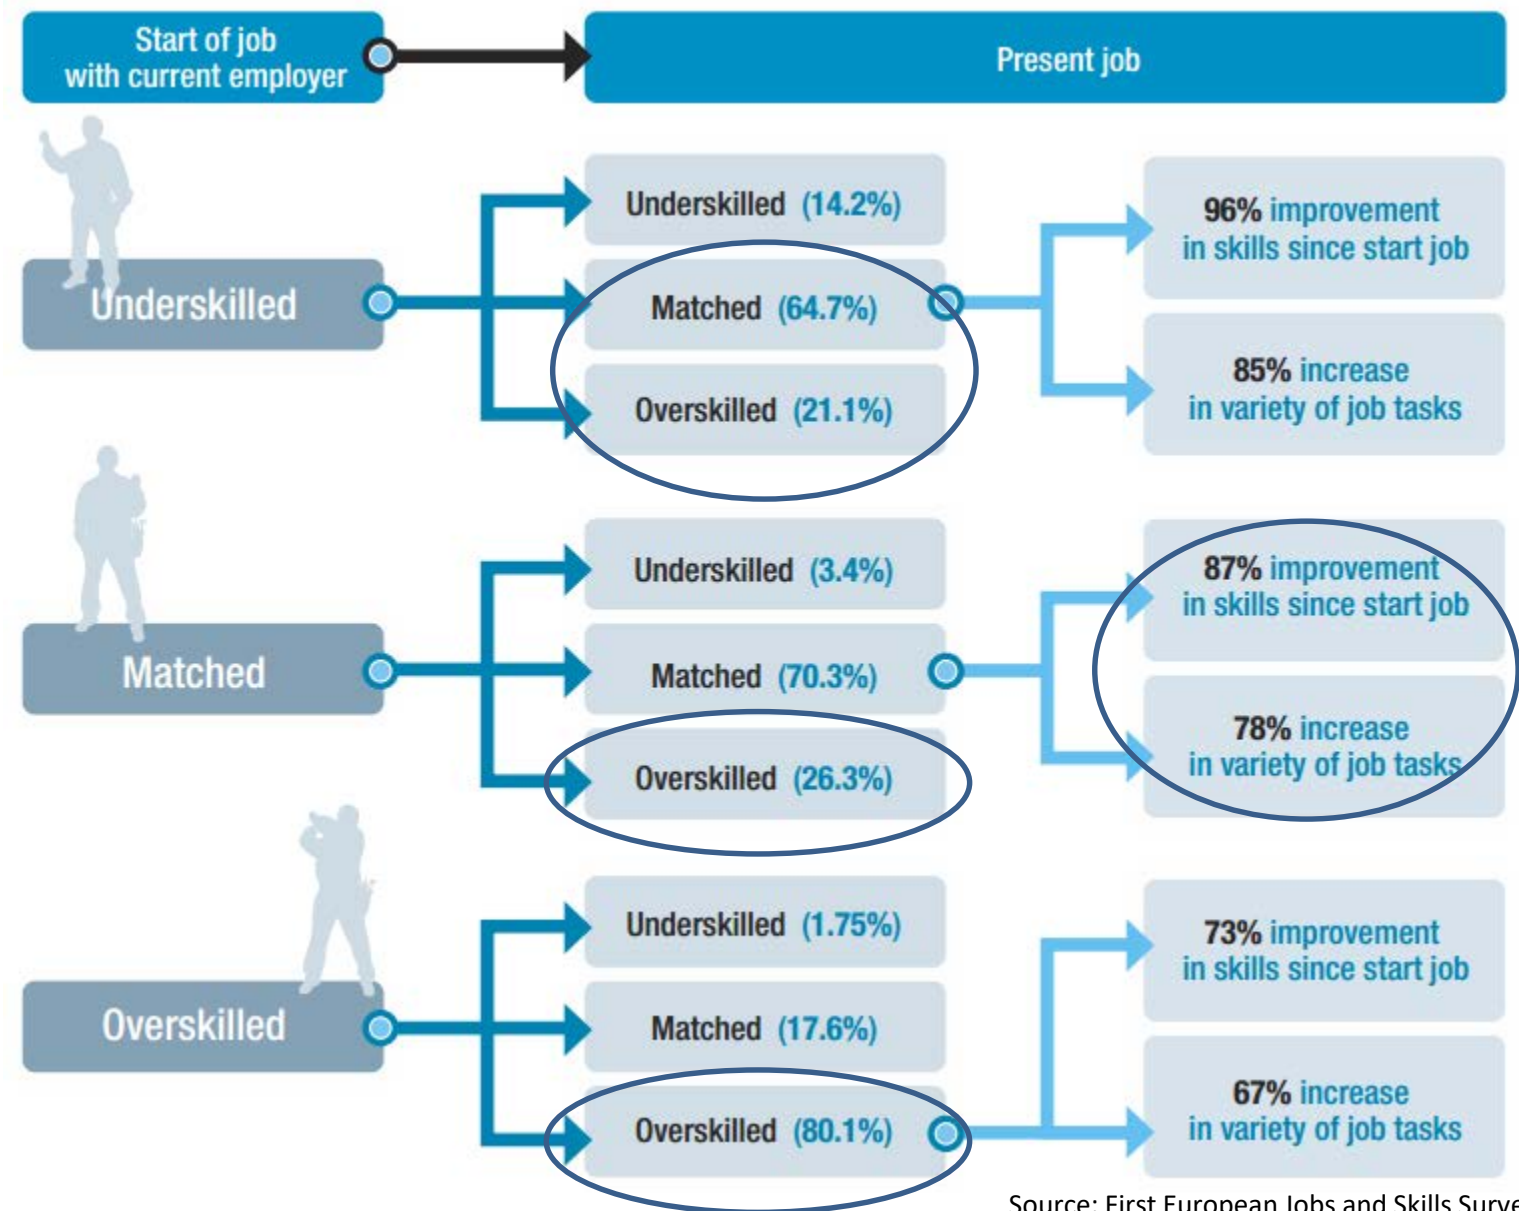 Start of job
with current employer
Present job
Underskilled
Underskilled (14.2%)
Matched (64.7%)
Overskilled (21.1%)
96% improvement
in skills since start job
85% increase
in variety of job tasks
Matched
Underskilled (3.4%)
Matched (70.3%)
Overskilled (26.3%)
87% improvement
in skills since start job
78% increase
in variety of job tasks
Overskilled
Underskilled (1.75%)
Matched (17.6%)
Overskilled (80.1%)
73% improvement
in skills since start job
67% increase
in variety of job tasks
Source: First European Jobs and Skills Surve